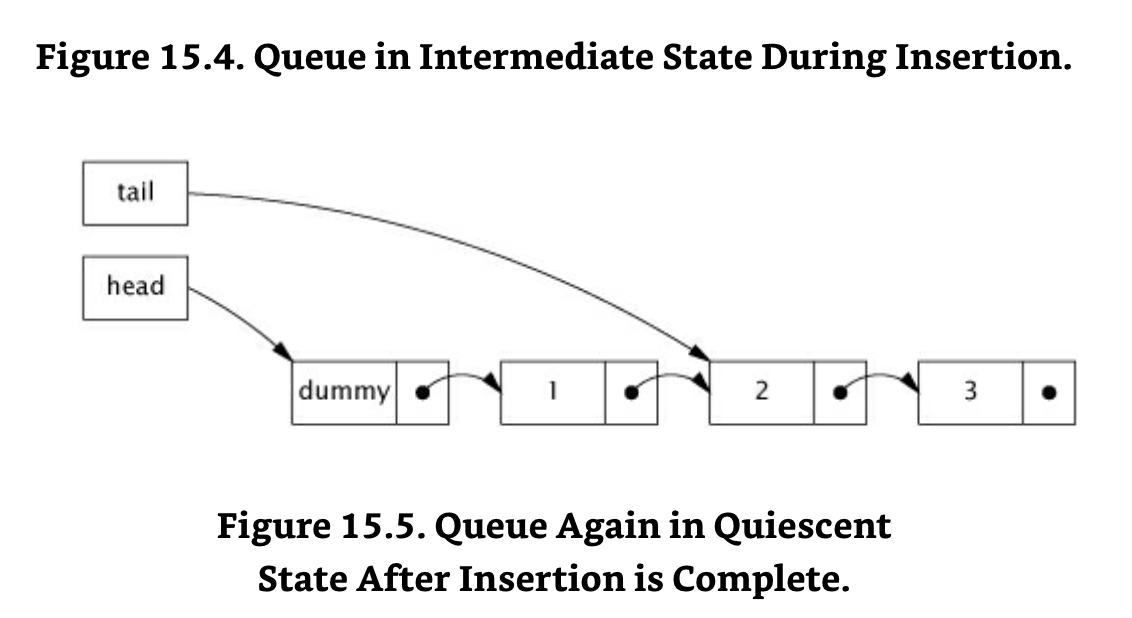 Figure 15.4. Queue in Intermediate State During Insertion.
tail
head
dummy 1 2 3
Figure 15.5. Queue Again in Quiescent
State After Insertion is Complete.